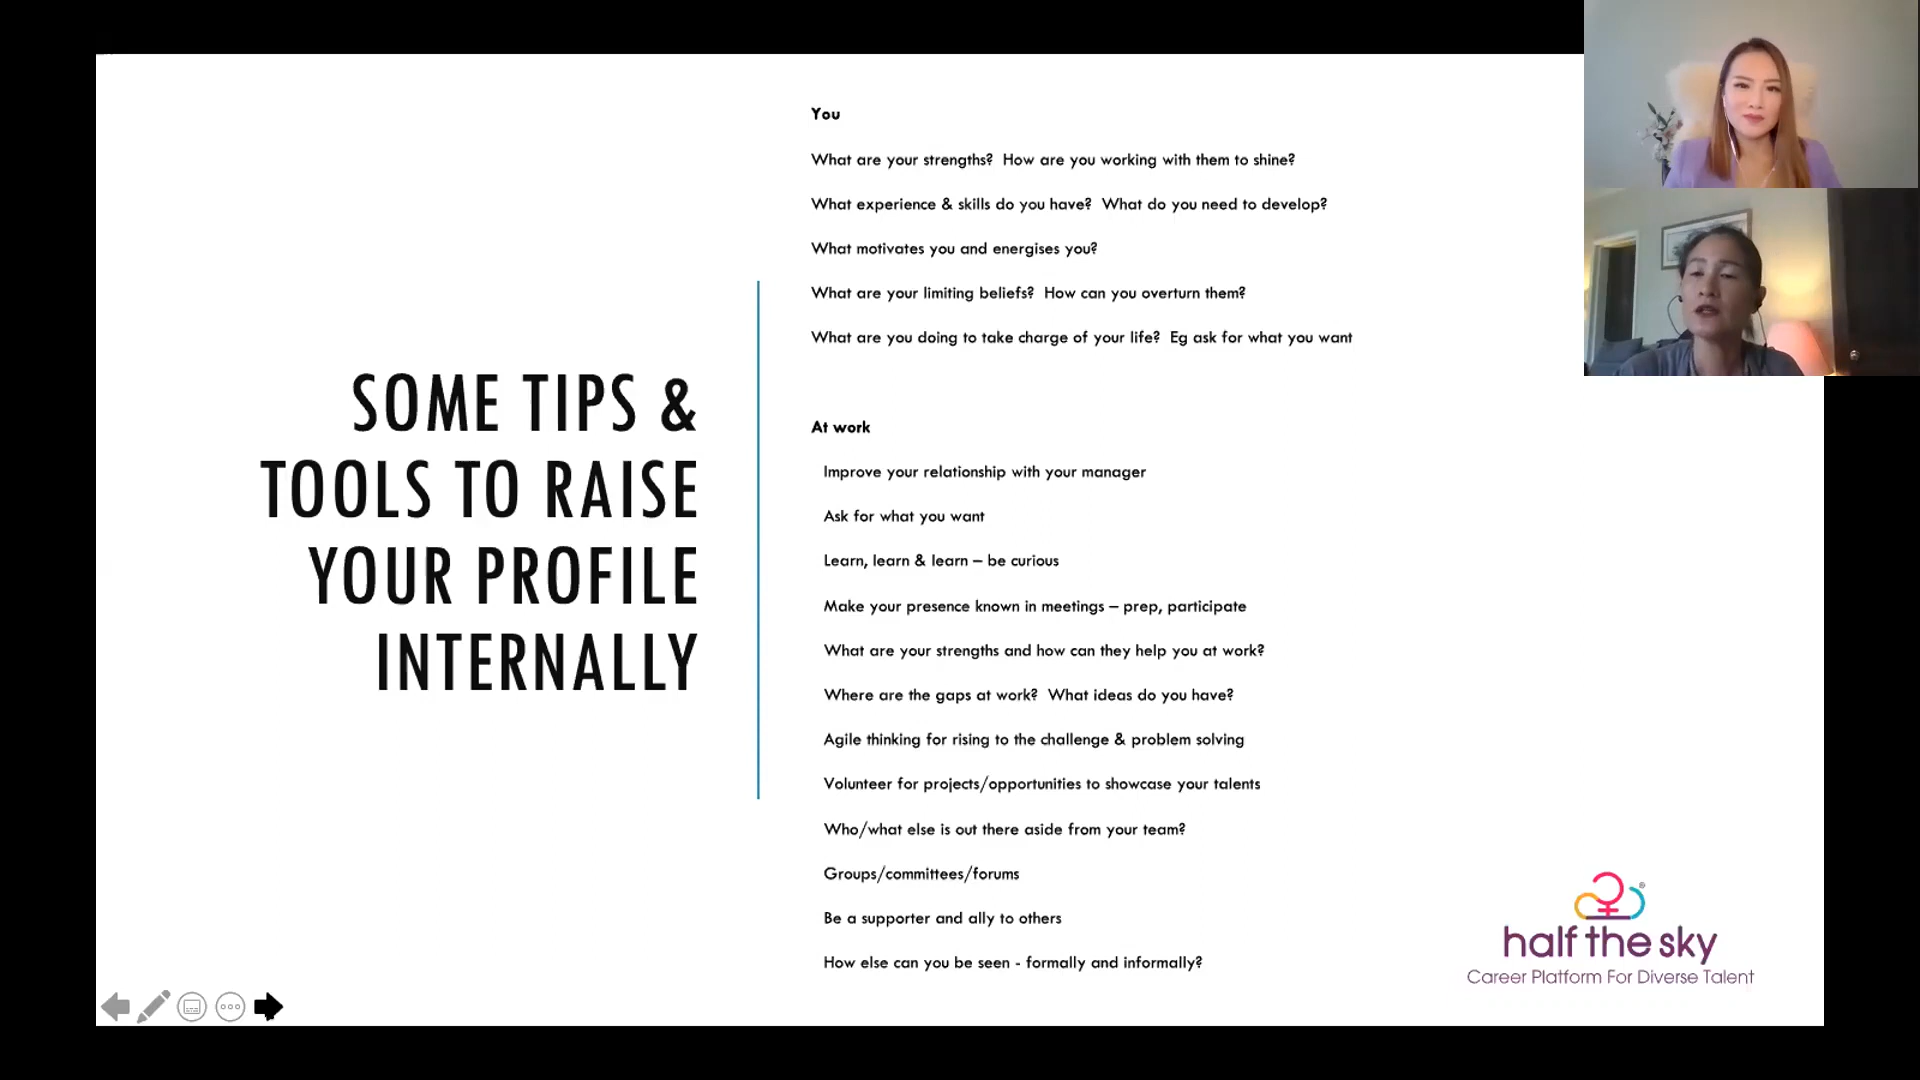 SOME TIPS &
TOOLS TO RAISE
YOUR PROFILE
INTERNALLY
You
What are your strengths? How are you working with them to shine?
What experience & skills do you have? What do you need to develop?
What motivates you and energises you?
What are your limiting beliefs? How can you overturn them?
What are you doing to take charge of your life? Eg ask for what you want
At work
Improve your relationship with your manager
Ask for what you want
Learn, learn & learn – be curious
Make your presence known in meetings – prep, participate
What are your strengths and how can they help you at work?
Where are the gaps at work? What ideas do you have?
Agile thinking for rising to the challenge & problem solving
Volunteer for projects/opportunities to showcase your talents
Who/what else is out there aside from your team?
Groups/committees/forums
Be a supporter and ally to others
How else can you be seen - formally and informally?
®
half the sky
Career Platform For Diverse Talent